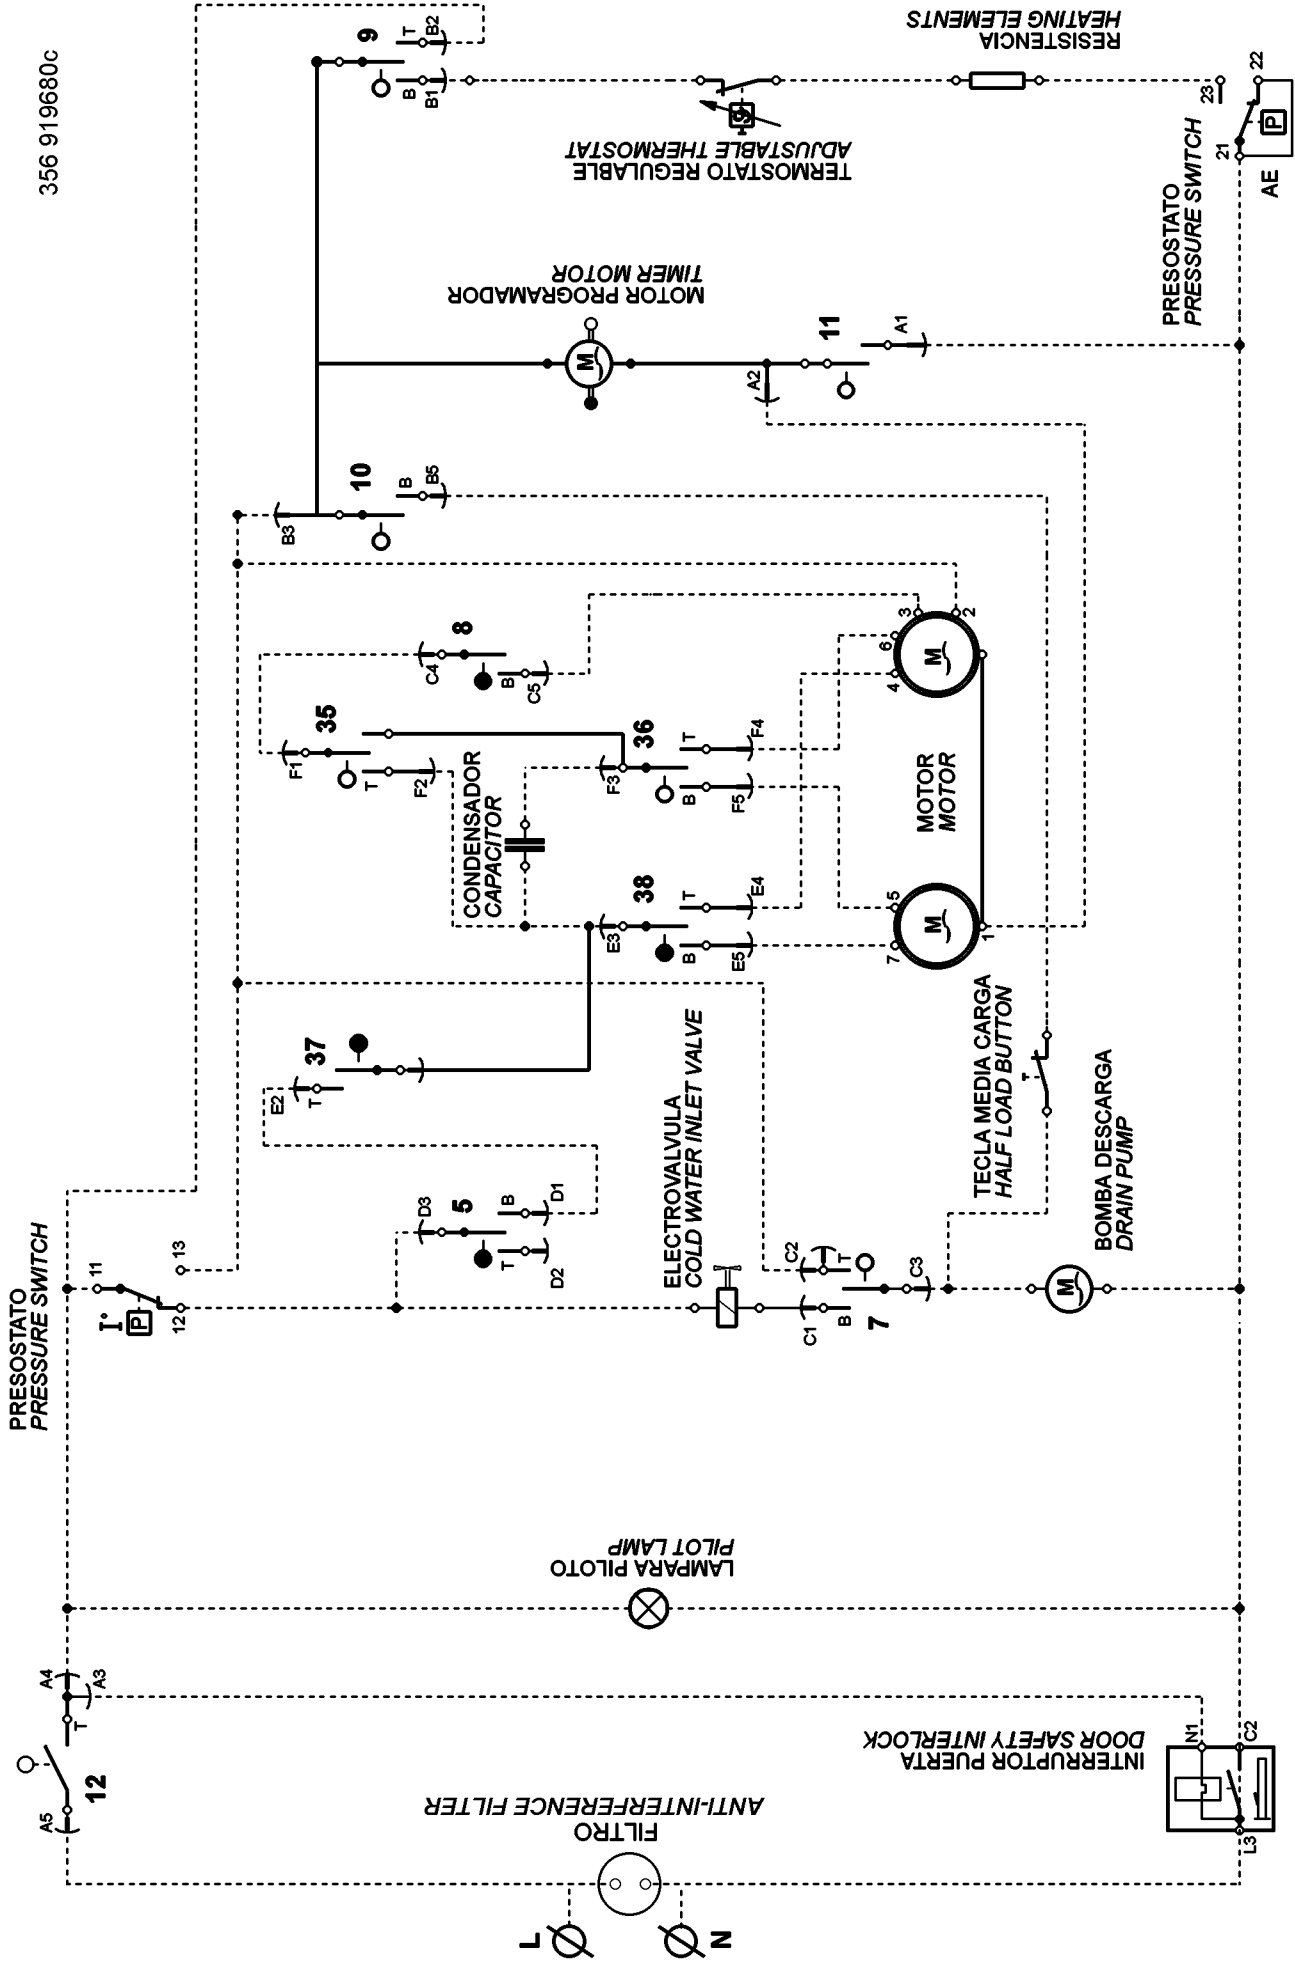 356 919680c
PRESOSTATO
PRESSURE SWITCH
11
13
12
I°
P
A4
A3
T
A5
12
L
N
FILTRO
ANTI-INTERFERENCE FILTER
LAMPARA PILOTO
PILOT LAMP
INTERRUPTOR PUERTA
DOOR SAFETY INTERLOCK
N1
C2
L3
D3
5
B
D1
T
D2
E2
T
37
ELECTROVALVULA
COLD WATER INLET VALVE
C2
T
C1
B
7
C3
BOMBA DESCARGA
DRAIN PUMP
M
TECLA MEDIA CARGA
HALF LOAD BUTTON
CONDENSADOR
CAPACITOR
E3
38
T
E4
B
E5
F1
35
T
F2
F3
36
T
F4
B
F5
C4
8
B
C5
MOTOR
MOTOR
M
7
5
1
M
4
6
3
2
B3
10
B
B5
MOTOR PROGRAMADOR
TIMER MOTOR
M
A2
11
A1
9
T
B2
B
B1
TERMOSTATO REGULABLE
ADJUSTABLE THERMOSTAT
RESISTENCIA
HEATING ELEMENTS
PRESOSTATO
PRESSURE SWITCH
23
22
21
P
AE